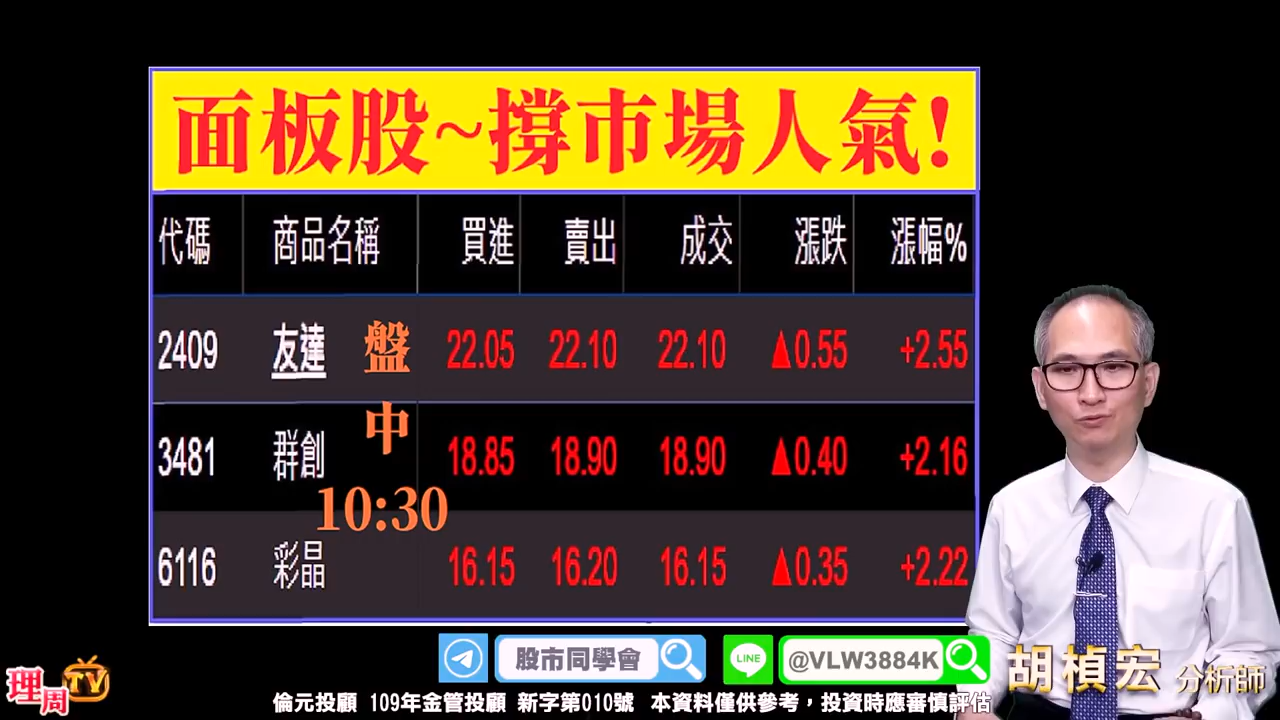 面板股~撐市場人氣!
代碼 商品名稱 買進 賣出 成交 漲跌 漲幅%
2409 友達 22.05 22.10 22.10 ▲0.55 +2.55
盤中
3481 群創 18.85 18.90 18.90 ▲0.40 +2.16
10:30
6116 彩晶 16.15 16.20 16.15 ▲0.35 +2.22
股市同學會
LINE @VLW3884K
胡楨宏 分析師
理周TV
倫元投顧 109年金管投顧 新字第010號 本資料僅供參考，投資時應審慎評估